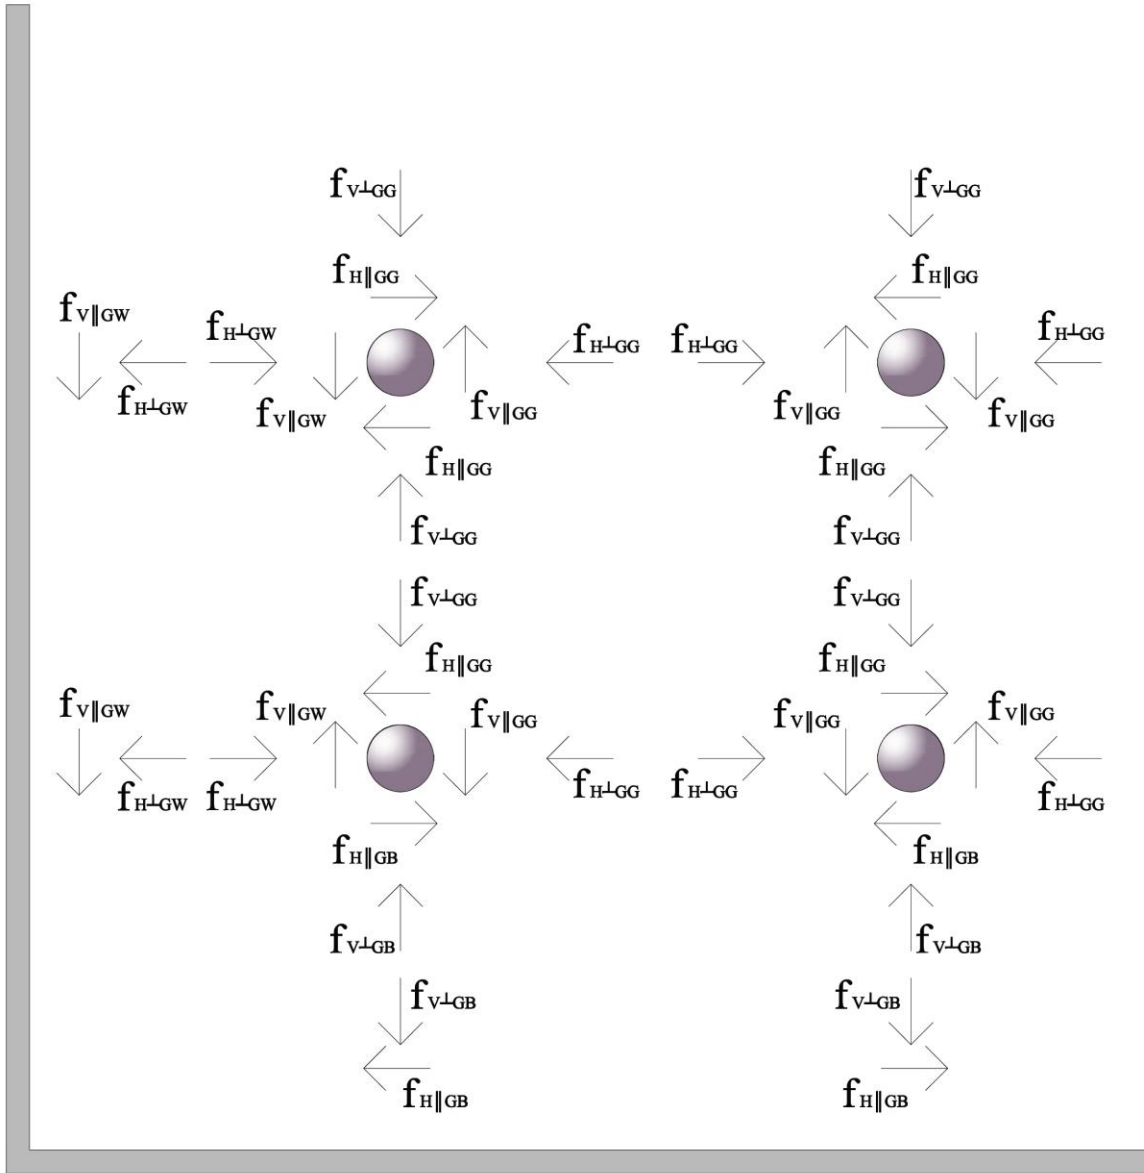 fV⊥GG fV⊥GG
fH∥GG fH∥GG
fV∥GW fH⊥GW fH⊥GG fH⊥GG fH⊥GG
fH⊥GW fV∥GW fV∥GG fV∥GG fV∥GG
fH∥GG fH∥GG
fV⊥GG fV⊥GG
fV⊥GG fV⊥GG
fH∥GG fH∥GG
fV∥GW fV∥GW fV∥GG fV∥GG fV∥GG
fH⊥GW fH⊥GW fH⊥GG fH⊥GG fH⊥GG
fH∥GB fH∥GB
fV⊥GB fV⊥GB
fV⊥GB fV⊥GB
fH∥GB fH∥GB